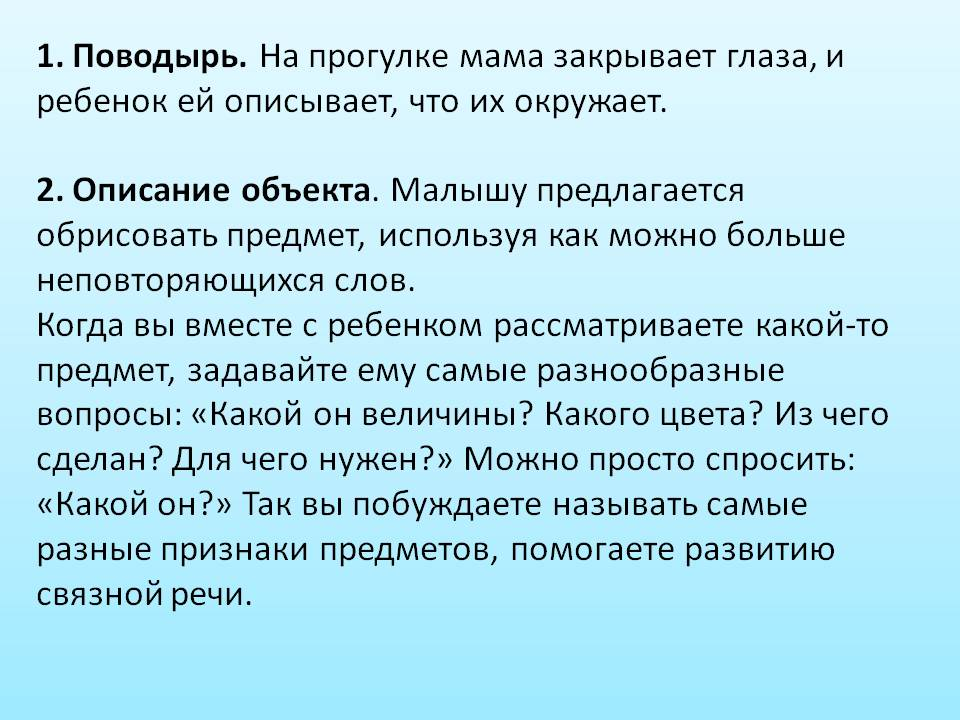 1. Поводырь. На прогулке мама закрывает глаза, и
ребенок ей описывает, что их окружает.
2. Описание объекта. Малышу предлагается
обрисовать предмет, используя как можно больше
неповторяющихся слов.
Когда вы вместе с ребенком рассматриваете какой-то
предмет, задавайте ему самые разнообразные
вопросы: «Какой он величины? Какого цвета? Из чего
сделан? Для чего нужен?» Можно просто спросить:
«Какой он?» Так вы побуждаете называть самые
разные признаки предметов, помогаете развитию
связной речи.